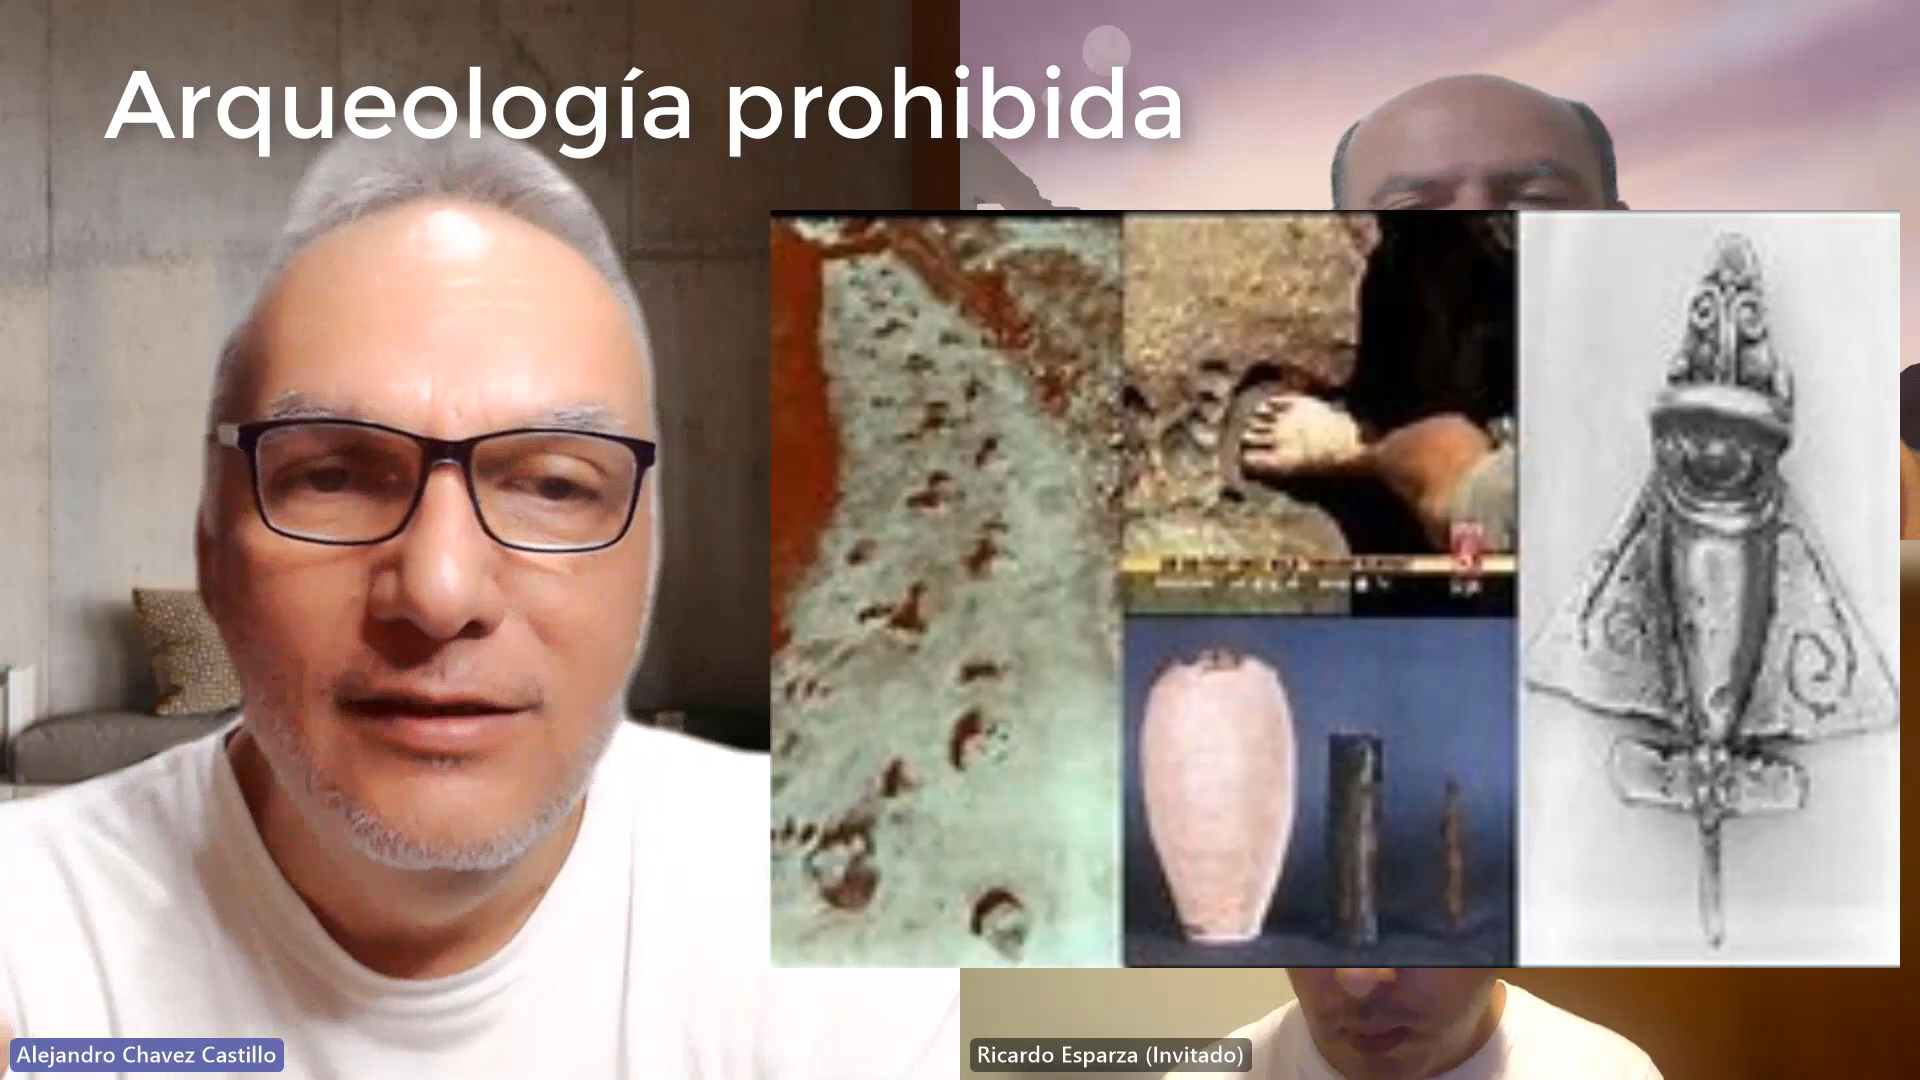 Arqueología prohibida
Alejandro Chavez Castillo
Ricardo Esparza (Invitado)